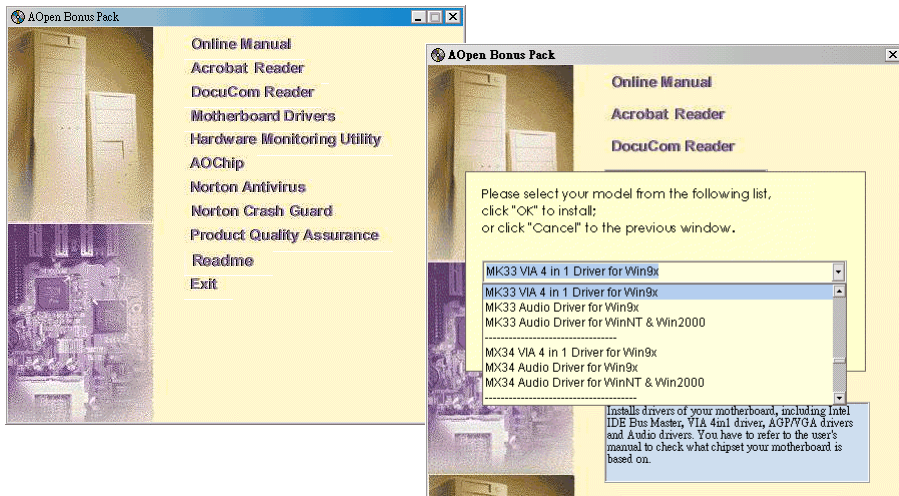 AOpen Bonus Pack
Online Manual
Acrobat Reader
DocuCom Reader
Motherboard Drivers
Hardware Monitoring Utility
AOChip
Norton Antivirus
Norton Crash Guard
Product Quality Assurance
Readme
Exit
AOpen Bonus Pack
Online Manual
Acrobat Reader
DocuCom Reader
Please select your model from the following list,
click "OK" to install;
or click "Cancel" to the previous window.
MK33 VIA 4 in 1 Driver for Win9x
MK33 VIA 4 in 1 Driver for Win9x
MK33 Audio Driver for Win9x
MK33 Audio Driver for WinNT & Win2000
----------------------------------
MX34 VIA 4 in 1 Driver for Win9x
MX34 Audio Driver for Win9x
MX34 Audio Driver for WinNT & Win2000
---------------------------------------
Installs drivers of your motherboard, including Intel
IDE Bus Master, VIA 4in1 driver, AGP/VGA drivers
and Audio drivers. You have to refer to the user's
manual to check what chipset your motherboard is
based on.